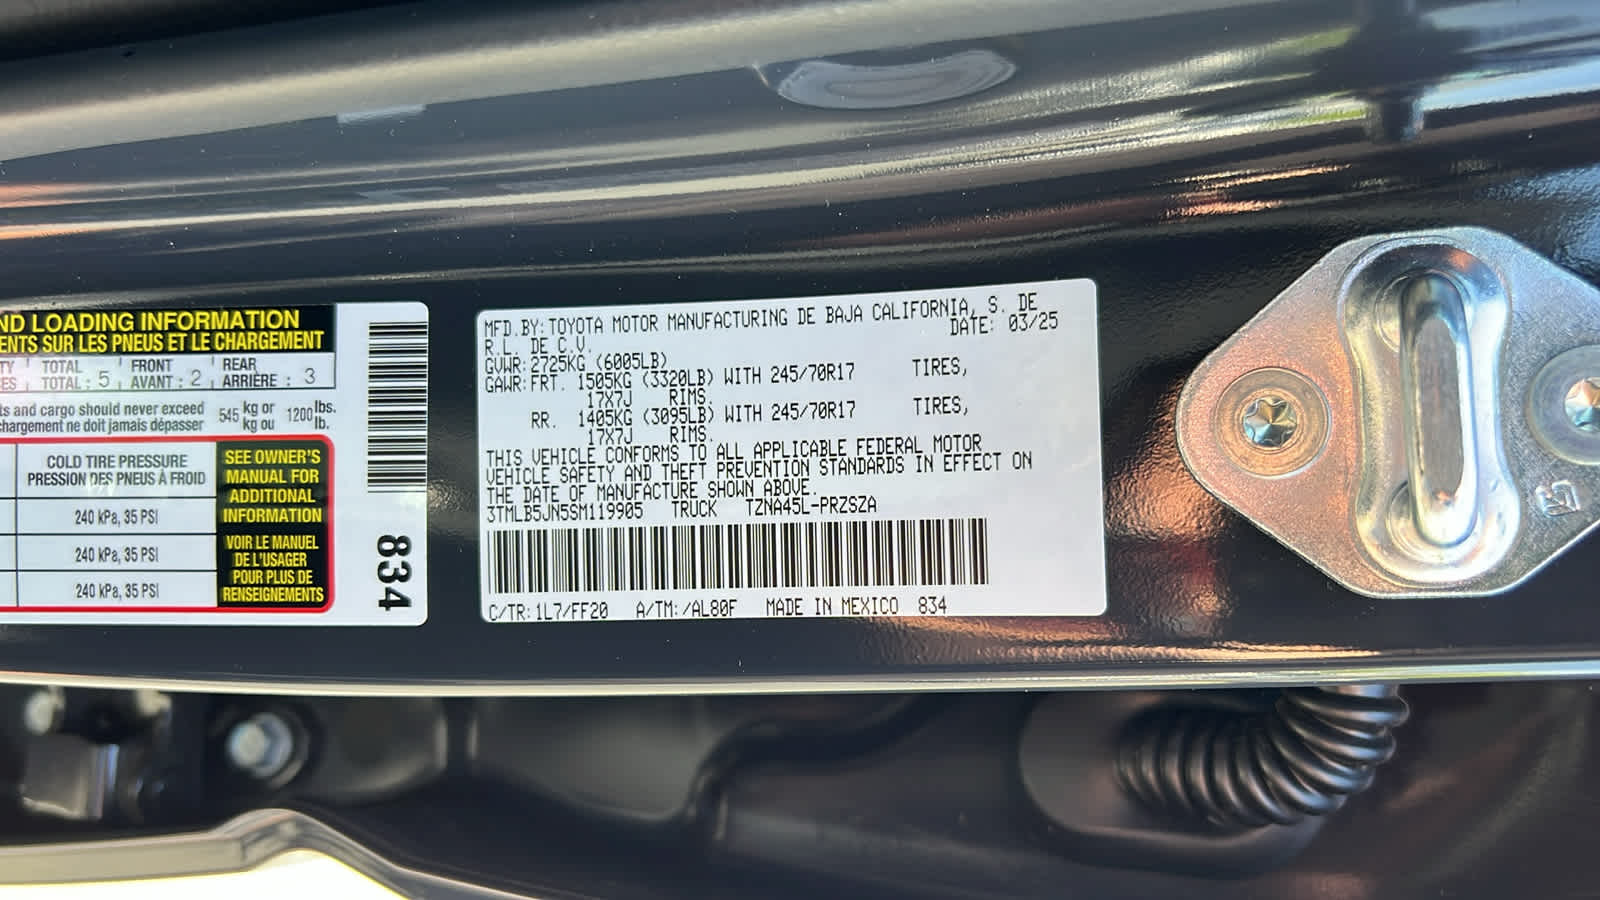 ND LOADING INFORMATION
ENTS SUR LES PNEUS ET LE CHARGEMENT
TY TOTAL FRONT REAR
ES TOTAL : 5 AVANT : 2 ARRIÈRE : 3
ts and cargo should never exceed 545 kg or 1200 lbs.
chargement ne doit jamais dépasser kg ou lb.
COLD TIRE PRESSURE
PRESSION DES PNEUS À FROID
240 kPa, 35 PSI
240 kPa, 35 PSI
240 kPa, 35 PSI
SEE OWNER'S
MANUAL FOR
ADDITIONAL
INFORMATION
VOIR LE MANUEL
DE L'USAGER
POUR PLUS DE
RENSEIGNEMENTS
834
MFD.BY:TOYOTA MOTOR MANUFACTURING DE BAJA CALIFORNIA, S. DE
R.L. DE C.V. DATE: 03/25
GVWR:2725KG (6005LB)
GAWR:FRT. 1505KG (3320LB) WITH 245/70R17 TIRES,
17X7J RIMS.
RR. 1405KG (3095LB) WITH 245/70R17 TIRES,
17X7J RIMS.
THIS VEHICLE CONFORMS TO ALL APPLICABLE FEDERAL MOTOR
VEHICLE SAFETY AND THEFT PREVENTION STANDARDS IN EFFECT ON
THE DATE OF MANUFACTURE SHOWN ABOVE.
3TMLB5JN5SM119905 TRUCK TZNA45L-PRZSZA
C/TR:1L7/FF20 A/TM:/AL80F MADE IN MEXICO 834